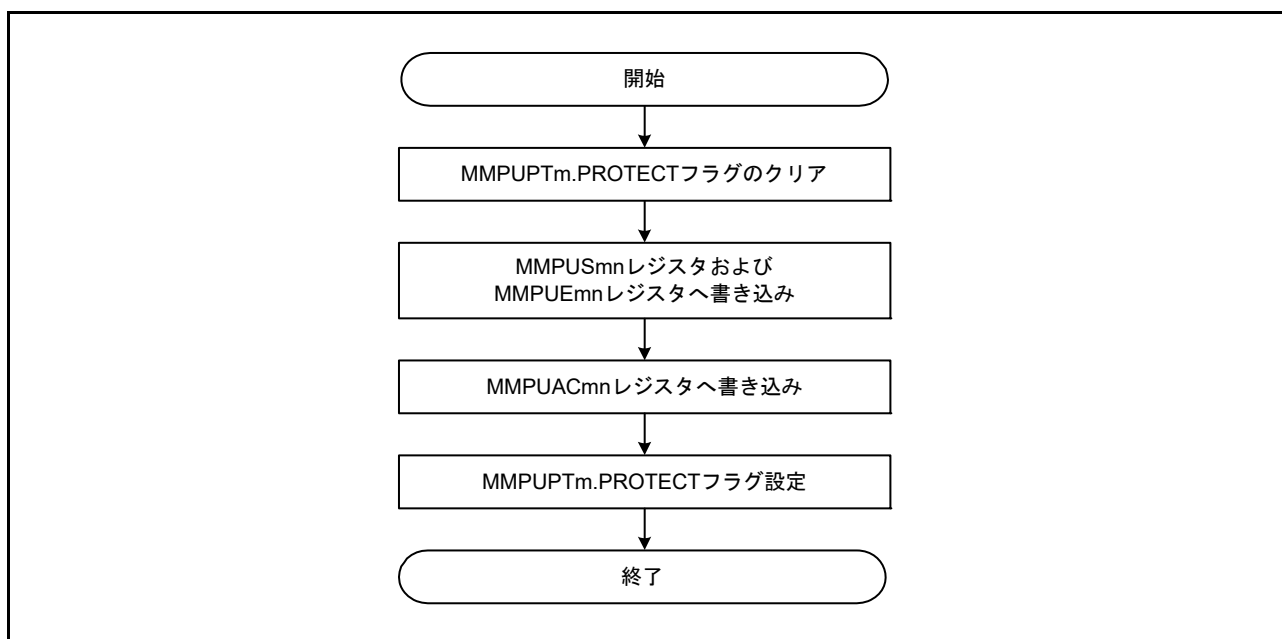 開始
MMPUPTm.PROTECTフラグのクリア
MMPUSmnレジスタおよび
MMPUEmnレジスタへ書き込み
MMPUACmnレジスタへ書き込み
MMPUPTm.PROTECTフラグ設定
終了